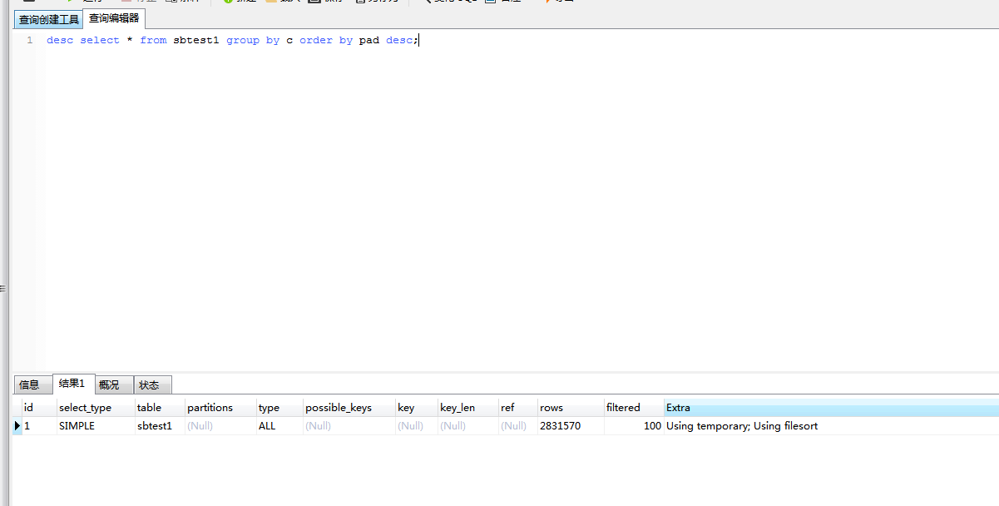 查询创建工具 查询编辑器
1 desc select * from sbtest1 group by c order by pad desc;
信息 结果1 概况 状态
id select_type table partitions type possible_keys key key_len ref rows filtered Extra
1 SIMPLE sbtest1 (Null) ALL (Null) (Null) (Null) (Null) 2831570 100 Using temporary; Using filesort